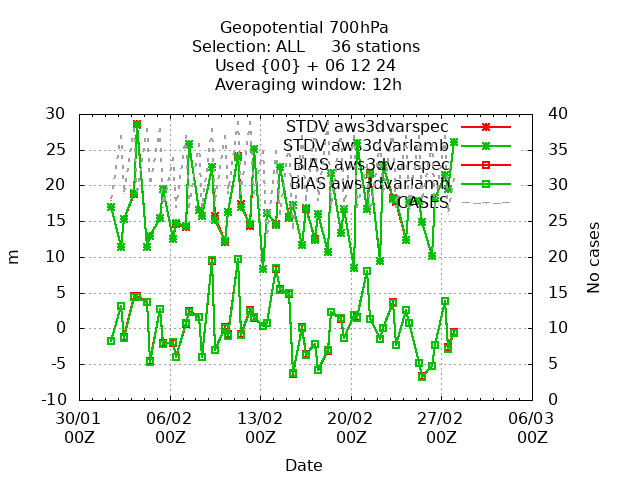 Geopotential 700hPa
Selection: ALL 36 stations
Used {00} + 06 12 24
Averaging window: 12h
STDV aws3dvarspec
STDV aws3dvarlamb
BIAS aws3dvarspec
BIAS aws3dvarlamb
CASES
30
25
20
15
10
5
0
-5
-10
m
40
35
30
25
20
15
10
5
0
No cases
30/01 06/02 13/02 20/02 27/02 06/03
00Z 00Z 00Z 00Z 00Z 00Z
Date